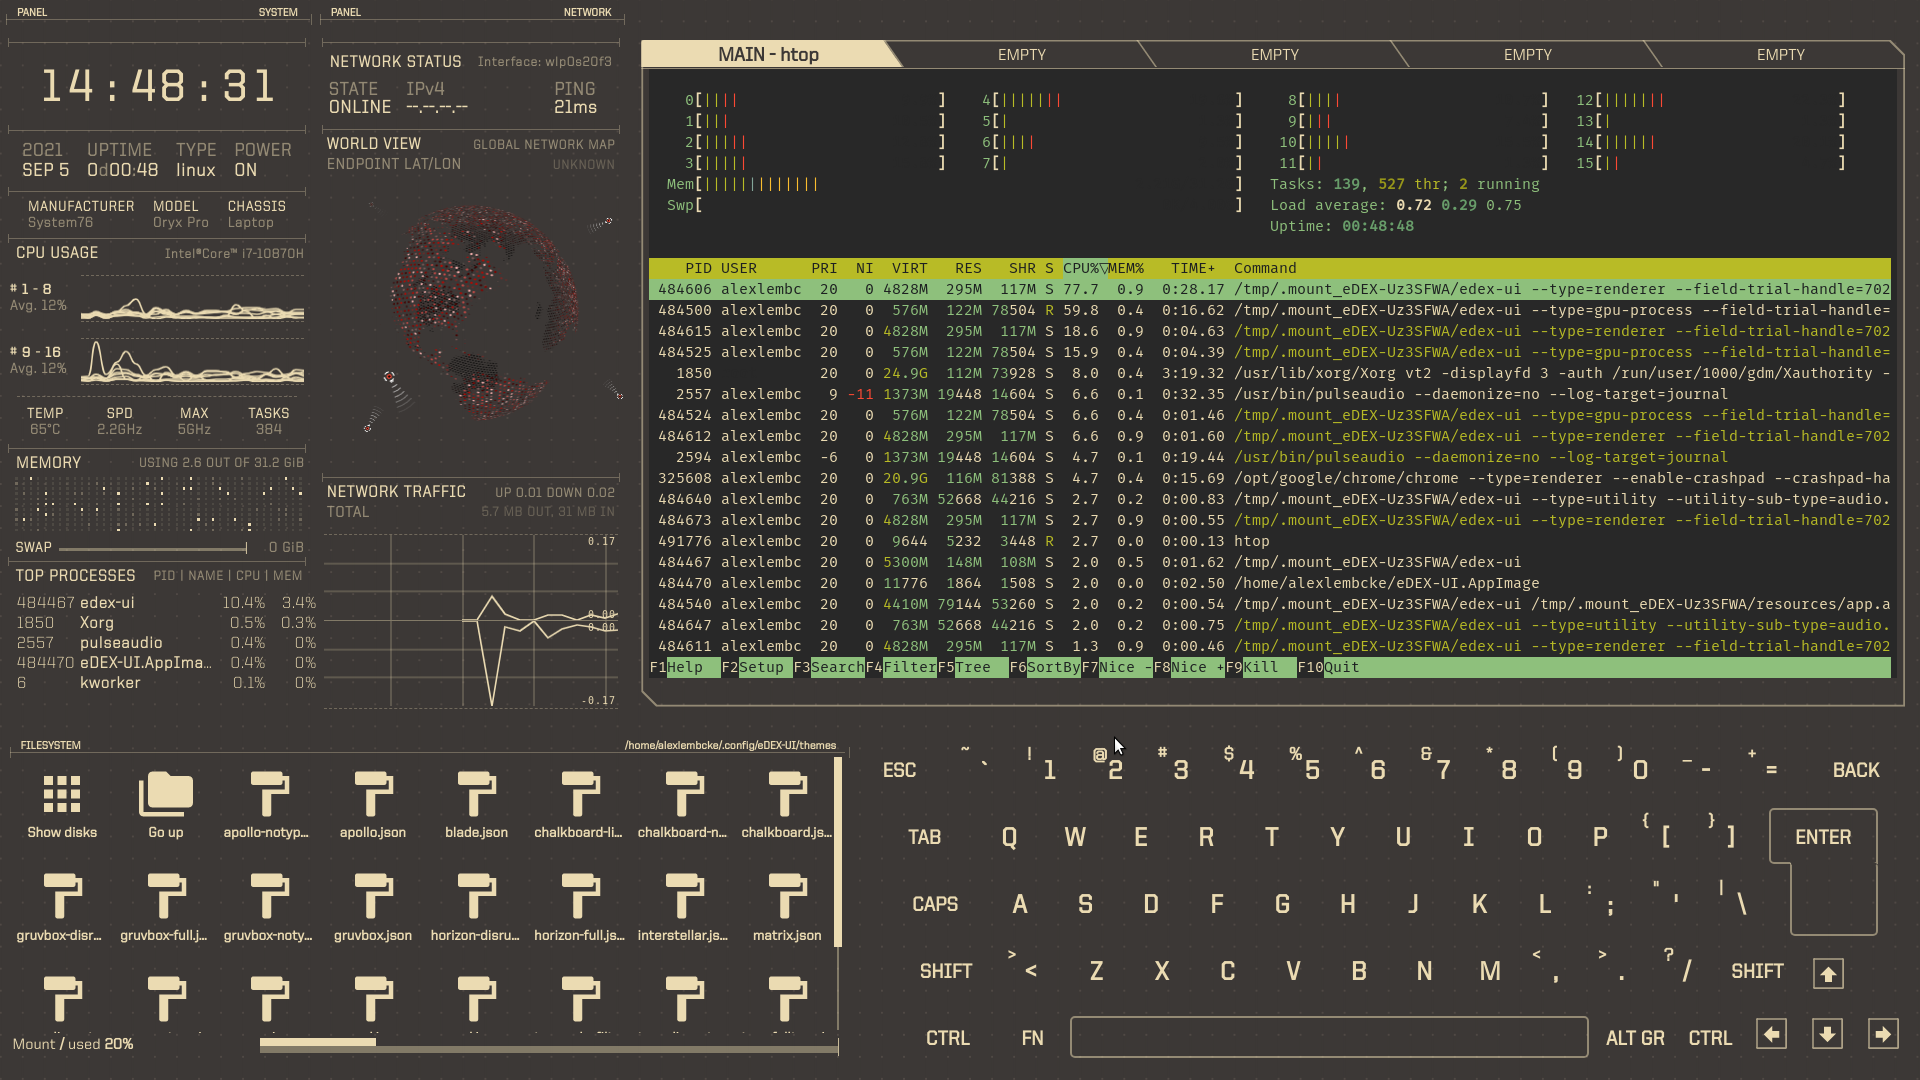 PANEL SYSTEM
14:48:31
2021 UPTIME TYPE POWER
SEP 5 0d00:48 linux ON
MANUFACTURER MODEL CHASSIS
System76 Oryx Pro Laptop
CPU USAGE Intel®Core™ i7-10870H
# 1 - 8
Avg. 12%
# 9 - 16
Avg. 12%
TEMP SPD MAX TASKS
65°C 2.2GHz 5GHz 384
MEMORY USING 2.6 OUT OF 31.2 GIB
SWAP 0 GIB
TOP PROCESSES PID | NAME | CPU | MEM
484467 edex-ui 10.4% 3.4%
1850 Xorg 0.5% 0.3%
2557 pulseaudio 0.4% 0%
484470 eDEX-UI.AppIma... 0.4% 0%
6 kworker 0.1% 0%
PANEL NETWORK
NETWORK STATUS Interface: wlp0s20f3
STATE IPv4 PING
ONLINE --.--.--.-- 21ms
WORLD VIEW GLOBAL NETWORK MAP
ENDPOINT LAT/LON UNKNOWN
NETWORK TRAFFIC UP 0.01 DOWN 0.02
TOTAL 5.7 MB OUT, 31 MB IN
0.17
0.00
0.00
-0.17
MAIN - htop EMPTY EMPTY EMPTY EMPTY
0[|||| ] 4[||||||| ] 8[|||| ] 12[||||||| ]
1[||| ] 5[| ] 9[||| ] 13[| ]
2[||||| ] 6[|||| ] 10[||||| ] 14[|||||| ]
3[||||| ] 7[| ] 11[|| ] 15[|| ]
Mem[||||||||||||| ] Tasks: 139, 527 thr; 2 running
Swp[ ] Load average: 0.72 0.29 0.75
Uptime: 00:48:48
PID USER PRI NI VIRT RES SHR S CPU%▽MEM% TIME+ Command
484606 alexlembc 20 0 4828M 295M 117M S 77.7 0.9 0:28.17 /tmp/.mount_eDEX-Uz3SFWA/edex-ui --type=renderer --field-trial-handle=702
484500 alexlembc 20 0 576M 122M 78504 R 59.8 0.4 0:16.62 /tmp/.mount_eDEX-Uz3SFWA/edex-ui --type=gpu-process --field-trial-handle=
484615 alexlembc 20 0 4828M 295M 117M S 18.6 0.9 0:04.63 /tmp/.mount_eDEX-Uz3SFWA/edex-ui --type=renderer --field-trial-handle=702
484525 alexlembc 20 0 576M 122M 78504 S 15.9 0.4 0:04.39 /tmp/.mount_eDEX-Uz3SFWA/edex-ui --type=gpu-process --field-trial-handle=
1850 20 0 24.9G 112M 73928 S 8.0 0.4 3:19.32 /usr/lib/xorg/Xorg vt2 -displayfd 3 -auth /run/user/1000/gdm/Xauthority -
2557 alexlembc 9 -11 1373M 19448 14604 S 6.6 0.1 0:32.35 /usr/bin/pulseaudio --daemonize=no --log-target=journal
484524 alexlembc 20 0 576M 122M 78504 S 6.6 0.4 0:01.46 /tmp/.mount_eDEX-Uz3SFWA/edex-ui --type=gpu-process --field-trial-handle=
484612 alexlembc 20 0 4828M 295M 117M S 6.6 0.9 0:01.60 /tmp/.mount_eDEX-Uz3SFWA/edex-ui --type=renderer --field-trial-handle=702
2594 alexlembc -6 0 1373M 19448 14604 S 4.7 0.1 0:19.44 /usr/bin/pulseaudio --daemonize=no --log-target=journal
325608 alexlembc 20 0 20.9G 116M 81388 S 4.7 0.4 0:15.69 /opt/google/chrome/chrome --type=renderer --enable-crashpad --crashpad-ha
484640 alexlembc 20 0 763M 52668 44216 S 2.7 0.2 0:00.83 /tmp/.mount_eDEX-Uz3SFWA/edex-ui --type=utility --utility-sub-type=audio.
484673 alexlembc 20 0 4828M 295M 117M S 2.7 0.9 0:00.55 /tmp/.mount_eDEX-Uz3SFWA/edex-ui --type=renderer --field-trial-handle=702
491776 alexlembc 20 0 9644 5232 3448 R 2.7 0.0 0:00.13 htop
484467 alexlembc 20 0 5300M 148M 108M S 2.0 0.5 0:01.62 /tmp/.mount_eDEX-Uz3SFWA/edex-ui
484470 alexlembc 20 0 11776 1864 1508 S 2.0 0.0 0:02.50 /home/alexlembcke/eDEX-UI.AppImage
484540 alexlembc 20 0 4410M 79144 53260 S 2.0 0.2 0:00.54 /tmp/.mount_eDEX-Uz3SFWA/edex-ui /tmp/.mount_eDEX-Uz3SFWA/resources/app.a
484647 alexlembc 20 0 763M 52668 44216 S 2.0 0.2 0:00.75 /tmp/.mount_eDEX-Uz3SFWA/edex-ui --type=utility --utility-sub-type=audio.
484611 alexlembc 20 0 4828M 295M 117M S 1.3 0.9 0:00.46 /tmp/.mount_eDEX-Uz3SFWA/edex-ui --type=renderer --field-trial-handle=702
F1Help F2Setup F3SearchF4FilterF5Tree F6SortByF7Nice -F8Nice +F9Kill F10Quit
FILESYSTEM /home/alexlembcke/.config/eDEX-UI/themes
Show disks Go up apollo-notyp... apollo.json blade.json chalkboard-li... chalkboard-n... chalkboard.js...
gruvbox-disr... gruvbox-full.j... gruvbox-noty... gruvbox.json horizon-disru... horizon-full.js... interstellar.js... matrix.json
Mount / used 20%
ESC ~ ` ! 1 @ 2 # 3 $ 4 % 5 ^ 6 & 7 * 8 ( 9 ) 0 _ - + = BACK
TAB Q W E R T Y U I O P { [ } ] ENTER
CAPS A S D F G H J K L : ; " ' | \
SHIFT > < Z X C V B N M < , > . ? / SHIFT
CTRL FN ALT GR CTRL